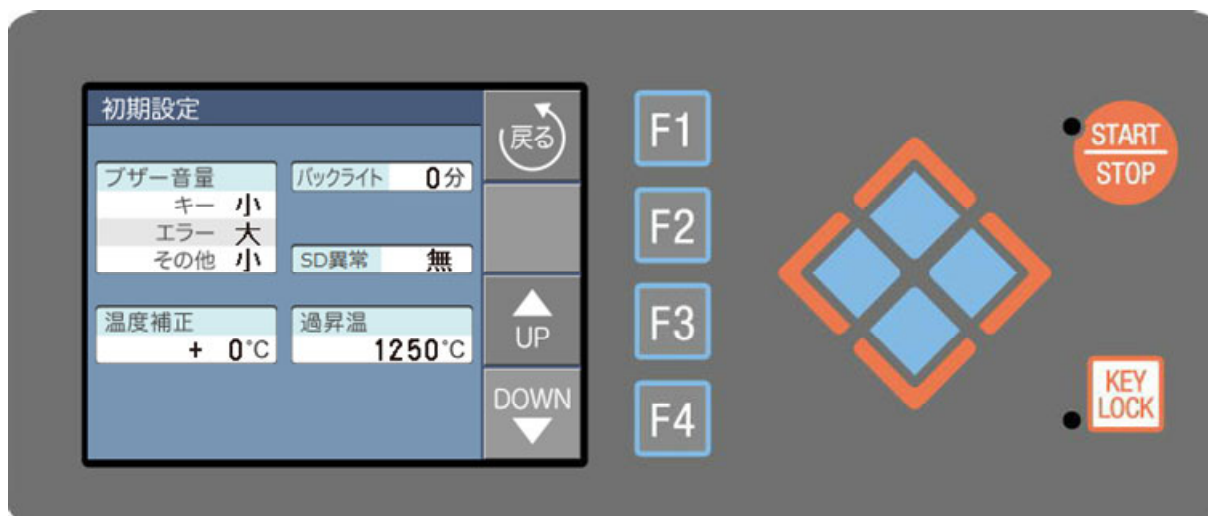 初期設定
戻る
ブザー音量
キー 小
エラー 大
その他 小
バックライト 0分
SD異常 無
温度補正
+ 0℃
過昇温
1250℃
UP
DOWN
F1
F2
F3
F4
START
STOP
KEY
LOCK